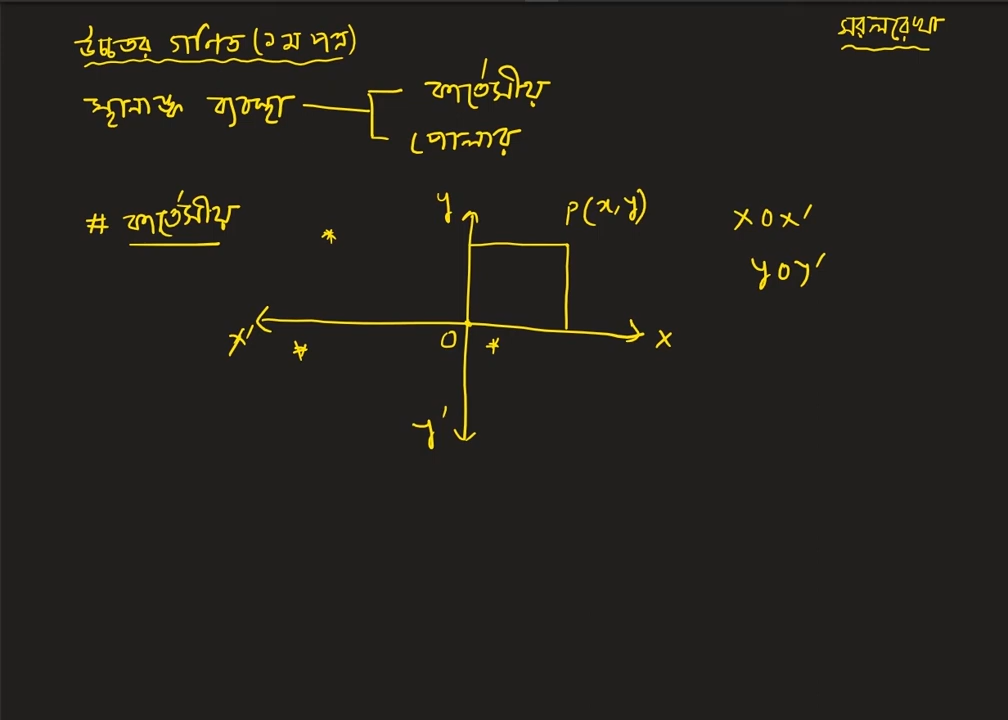 উচ্চতর গণিত (১ম পত্র)
সরলরেখা
স্থানাঙ্ক ব্যবস্থা
কার্তেসীয়
পোলার
# কার্তেসীয়
*
y
P(x,y)
XOX'
yoy'
X'
*
O
*
X
y'